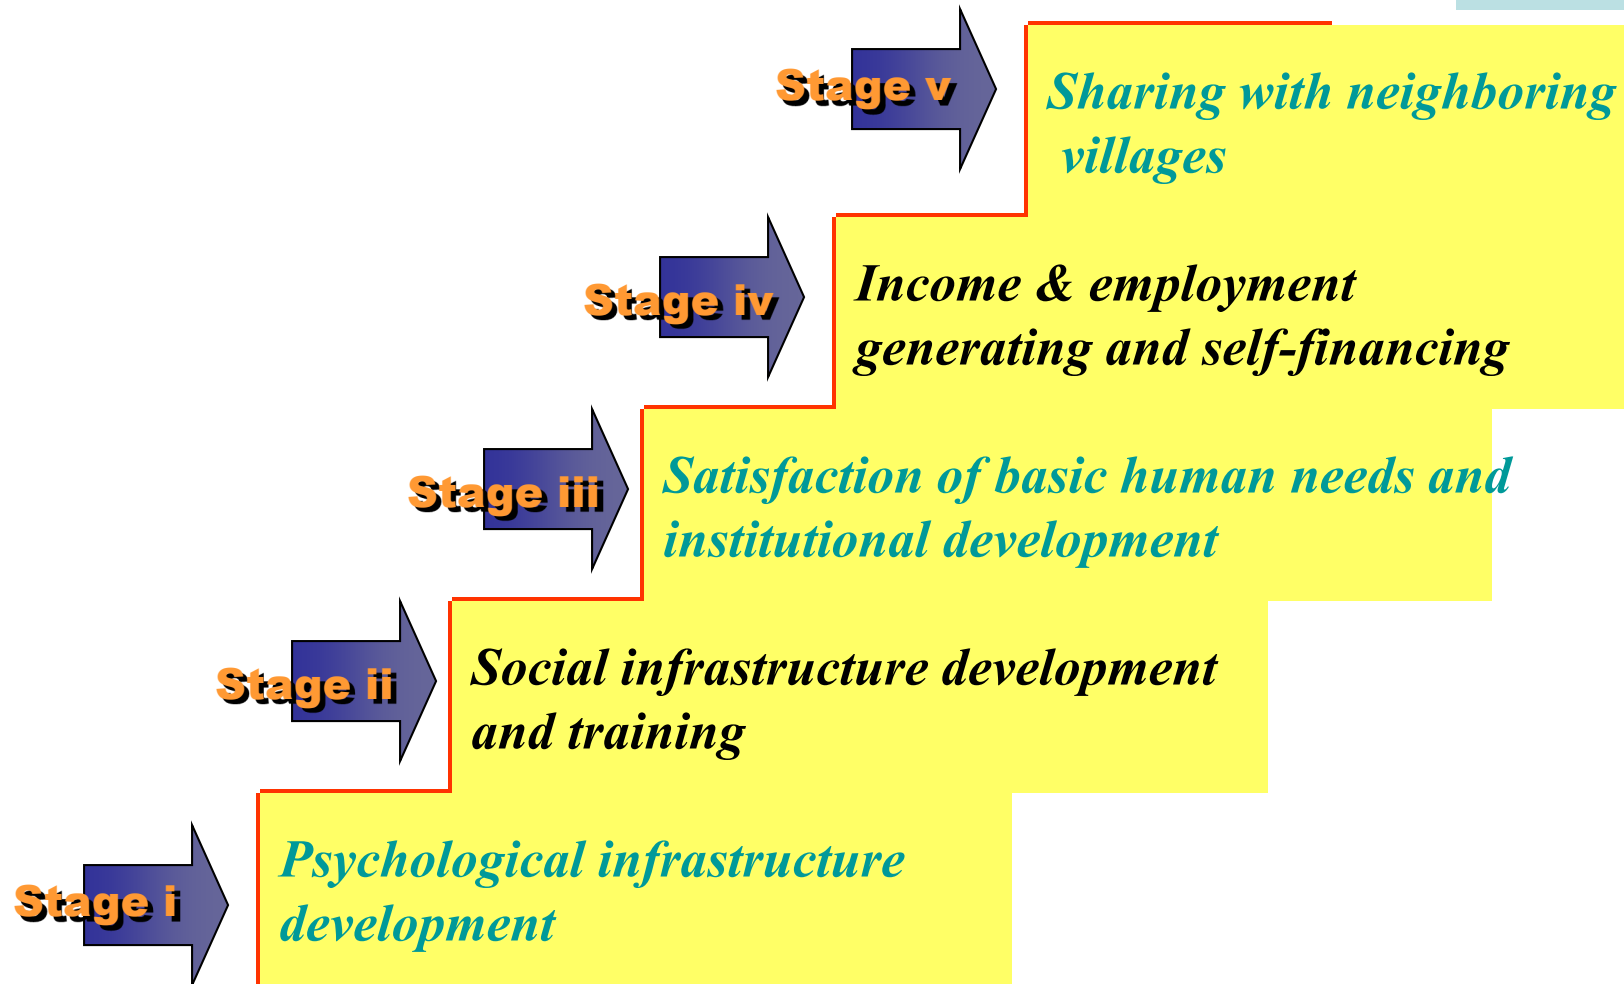 Stage v
Sharing with neighboring
villages
Stage iv
Income & employment
generating and self-financing
Stage iii
Satisfaction of basic human needs and
institutional development
Stage ii
Social infrastructure development
and training
Stage i
Psychological infrastructure
development